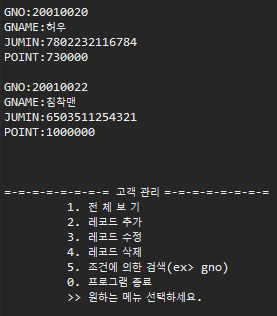 GNO:20010020
GNAME:허우
JUMIN:7802232116784
POINT:730000
GNO:20010022
GNAME:침착맨
JUMIN:6503511254321
POINT:1000000
=-=-=-=-=-=-=-= 고객 관리 =-=-=-=-=-=-=-=
1. 전 체 보 기
2. 레코드 추가
3. 레코드 수정
4. 레코드 삭제
5. 조건에 의한 검색(ex> gno)
0. 프로그램 종료
>> 원하는 메뉴 선택하세요.